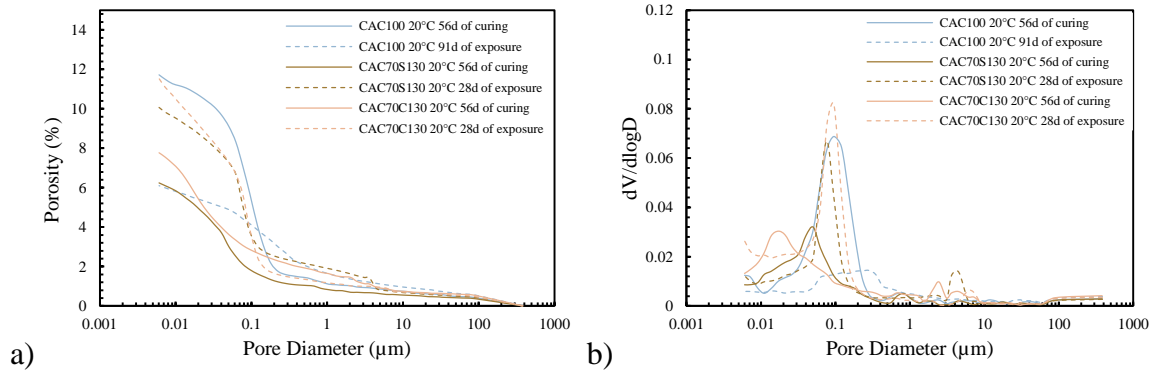 14
12
10
8
6
4
2
0
0.001 0.01 0.1 1 10 100 1000
Porosity (%)
Pore Diameter (µm)
CAC100 20°C 56d of curing
CAC100 20°C 91d of exposure
CAC70S130 20°C 56d of curing
CAC70S130 20°C 28d of exposure
CAC70C130 20°C 56d of curing
CAC70C130 20°C 28d of exposure
a)
0.12
0.1
0.08
0.06
0.04
0.02
0
0.001 0.01 0.1 1 10 100 1000
dV/dlogD
Pore Diameter (µm)
CAC100 20°C 56d of curing
CAC100 20°C 91d of exposure
CAC70S130 20°C 56d of curing
CAC70S130 20°C 28d of exposure
CAC70C130 20°C 56d of curing
CAC70C130 20°C 28d of exposure
b)